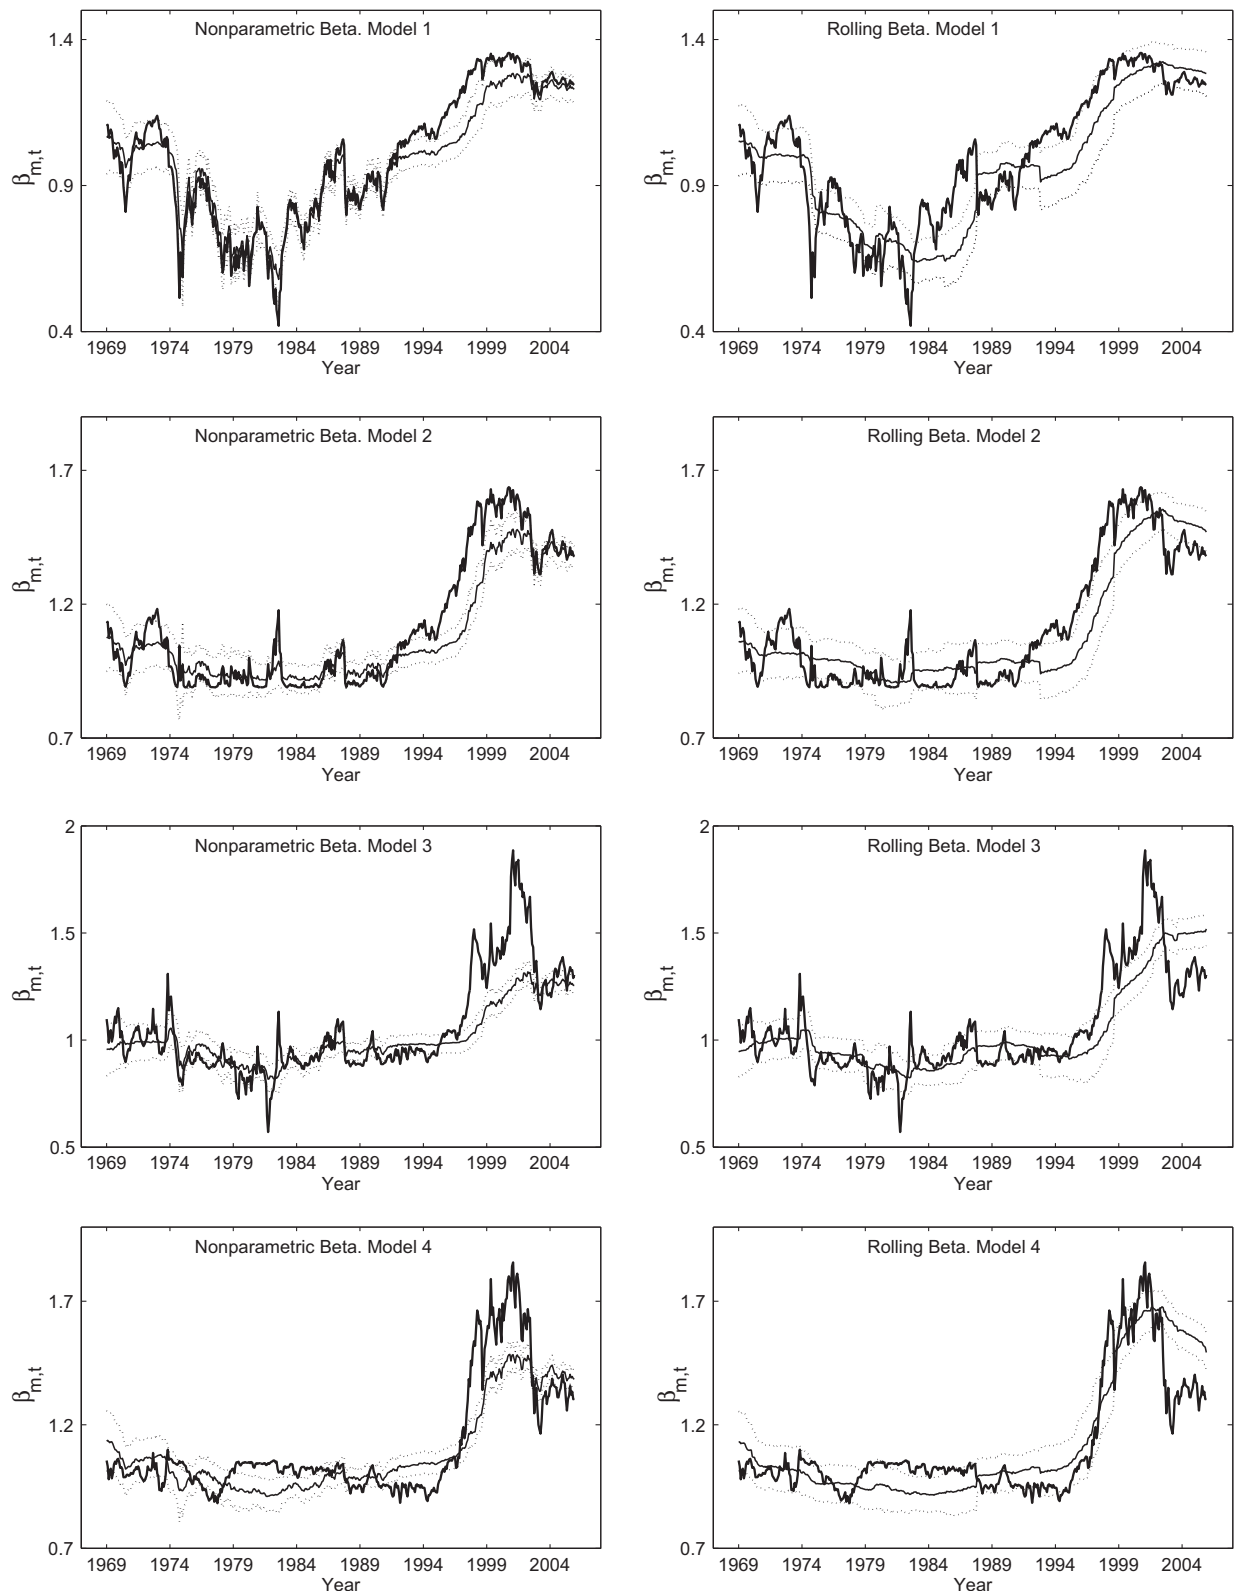 Nonparametric Beta. Model 1
1.4
0.9
0.4
β_{m,t}
1969 1974 1979 1984 1989 1994 1999 2004
Year
Rolling Beta. Model 1
1.4
0.9
0.4
β_{m,t}
1969 1974 1979 1984 1989 1994 1999 2004
Year
Nonparametric Beta. Model 2
1.7
1.2
0.7
β_{m,t}
1969 1974 1979 1984 1989 1994 1999 2004
Year
Rolling Beta. Model 2
1.7
1.2
0.7
β_{m,t}
1969 1974 1979 1984 1989 1994 1999 2004
Year
Nonparametric Beta. Model 3
2
1.5
1
0.5
β_{m,t}
1969 1974 1979 1984 1989 1994 1999 2004
Year
Rolling Beta. Model 3
2
1.5
1
0.5
β_{m,t}
1969 1974 1979 1984 1989 1994 1999 2004
Year
Nonparametric Beta. Model 4
1.7
1.2
0.7
β_{m,t}
1969 1974 1979 1984 1989 1994 1999 2004
Year
Rolling Beta. Model 4
1.7
1.2
0.7
β_{m,t}
1969 1974 1979 1984 1989 1994 1999 2004
Year